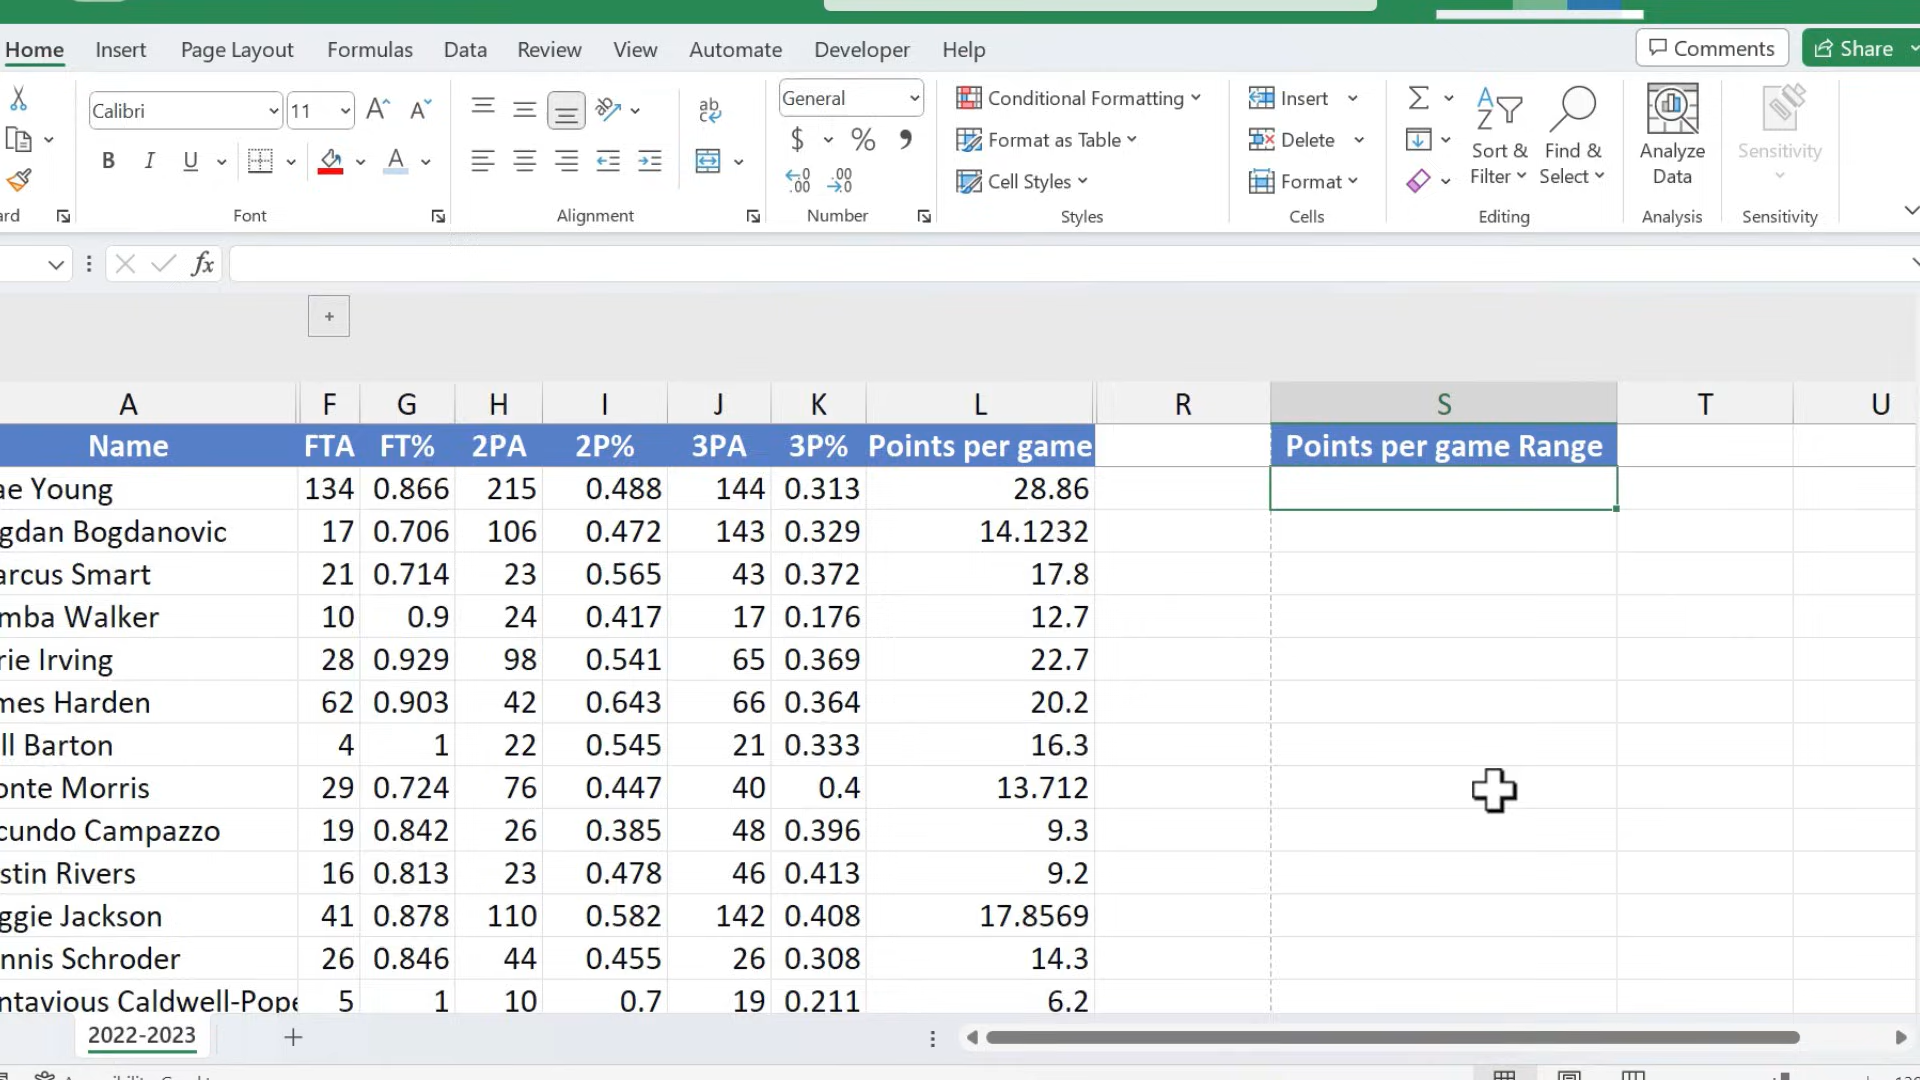 Home Insert Page Layout Formulas Data Review View Automate Developer Help Comments Share
Calibri 11 General Conditional Formatting Insert
Format as Table Delete
Cell Styles Format
B I U $ %
ab
Sort & Filter Find & Select Analyze Data Sensitivity
Font Alignment Number Styles Cells Editing Analysis Sensitivity
fx
+
A F G H I J K L R S T U
Name FTA FT% 2PA 2P% 3PA 3P% Points per game Points per game Range
ae Young 134 0.866 215 0.488 144 0.313 28.86
gdan Bogdanovic 17 0.706 106 0.472 143 0.329 14.1232
arcus Smart 21 0.714 23 0.565 43 0.372 17.8
mba Walker 10 0.9 24 0.417 17 0.176 12.7
rie Irving 28 0.929 98 0.541 65 0.369 22.7
mes Harden 62 0.903 42 0.643 66 0.364 20.2
ll Barton 4 1 22 0.545 21 0.333 16.3
onte Morris 29 0.724 76 0.447 40 0.4 13.712
cundo Campazzo 19 0.842 26 0.385 48 0.396 9.3
stin Rivers 16 0.813 23 0.478 46 0.413 9.2
ggie Jackson 41 0.878 110 0.582 142 0.408 17.8569
nnis Schroder 26 0.846 44 0.455 26 0.308 14.3
ntavious Caldwell-Pope 5 1 10 0.7 19 0.211 6.2
2022-2023